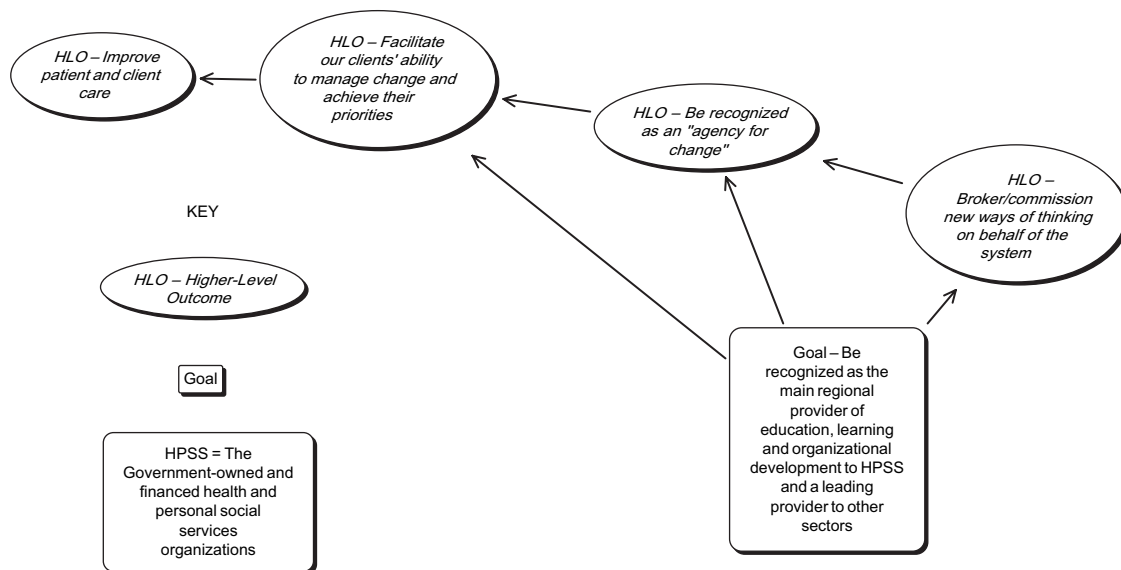 HLO – Improve
patient and client
care
HLO – Facilitate
our clients' ability
to manage change and
achieve their
priorities
HLO – Be recognized
as an "agency for
change"
HLO –
Broker/commission
new ways of thinking
on behalf of the
system
KEY
HLO – Higher-Level
Outcome
Goal
HPSS = The
Government-owned and
financed health and
personal social
services
organizations
Goal – Be
recognized as the
main regional
provider of
education, learning
and organizational
development to HPSS
and a leading
provider to other
sectors